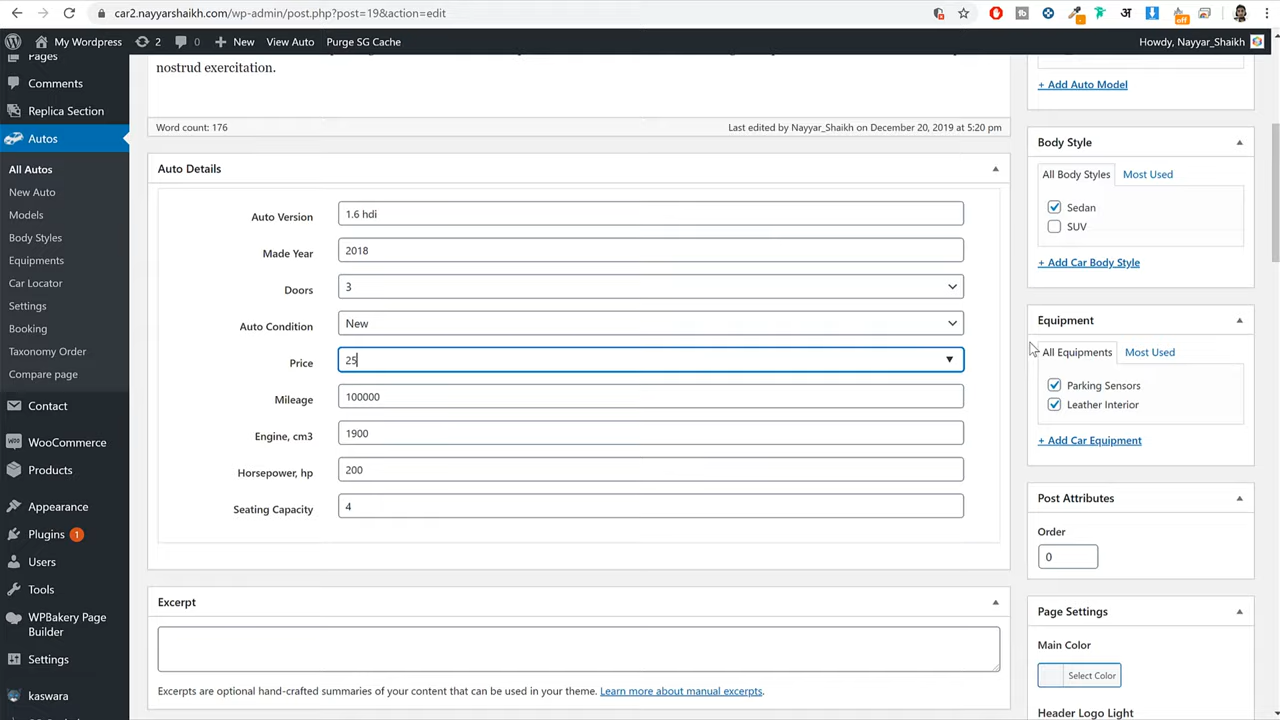 car2.nayyarshaikh.com/wp-admin/post.php?post=19&action=edit
अ
off
My Wordpress
2
0
New
View Auto
Purge SG Cache
Howdy, Nayyar_Shaikh
Pages
Comments
Replica Section
Autos
All Autos
New Auto
Models
Body Styles
Equipments
Car Locator
Settings
Booking
Taxonomy Order
Compare page
Contact
WooCommerce
Products
Appearance
Plugins 1
Users
Tools
WPBakery Page
Builder
Settings
kaswara
nostrud exercitation.
Word count: 176
Last edited by Nayyar_Shaikh on December 20, 2019 at 5:20 pm
Auto Details
Auto Version 1.6 hdi
Made Year 2018
Doors 3
Auto Condition New
Price 25
Mileage 100000
Engine, cm3 1900
Horsepower, hp 200
Seating Capacity 4
Excerpt
Excerpts are optional hand-crafted summaries of your content that can be used in your theme. Learn more about manual excerpts.
+ Add Auto Model
Body Style
All Body Styles Most Used
Sedan
SUV
+ Add Car Body Style
Equipment
All Equipments Most Used
Parking Sensors
Leather Interior
+ Add Car Equipment
Post Attributes
Order
0
Page Settings
Main Color
Select Color
Header Logo Light